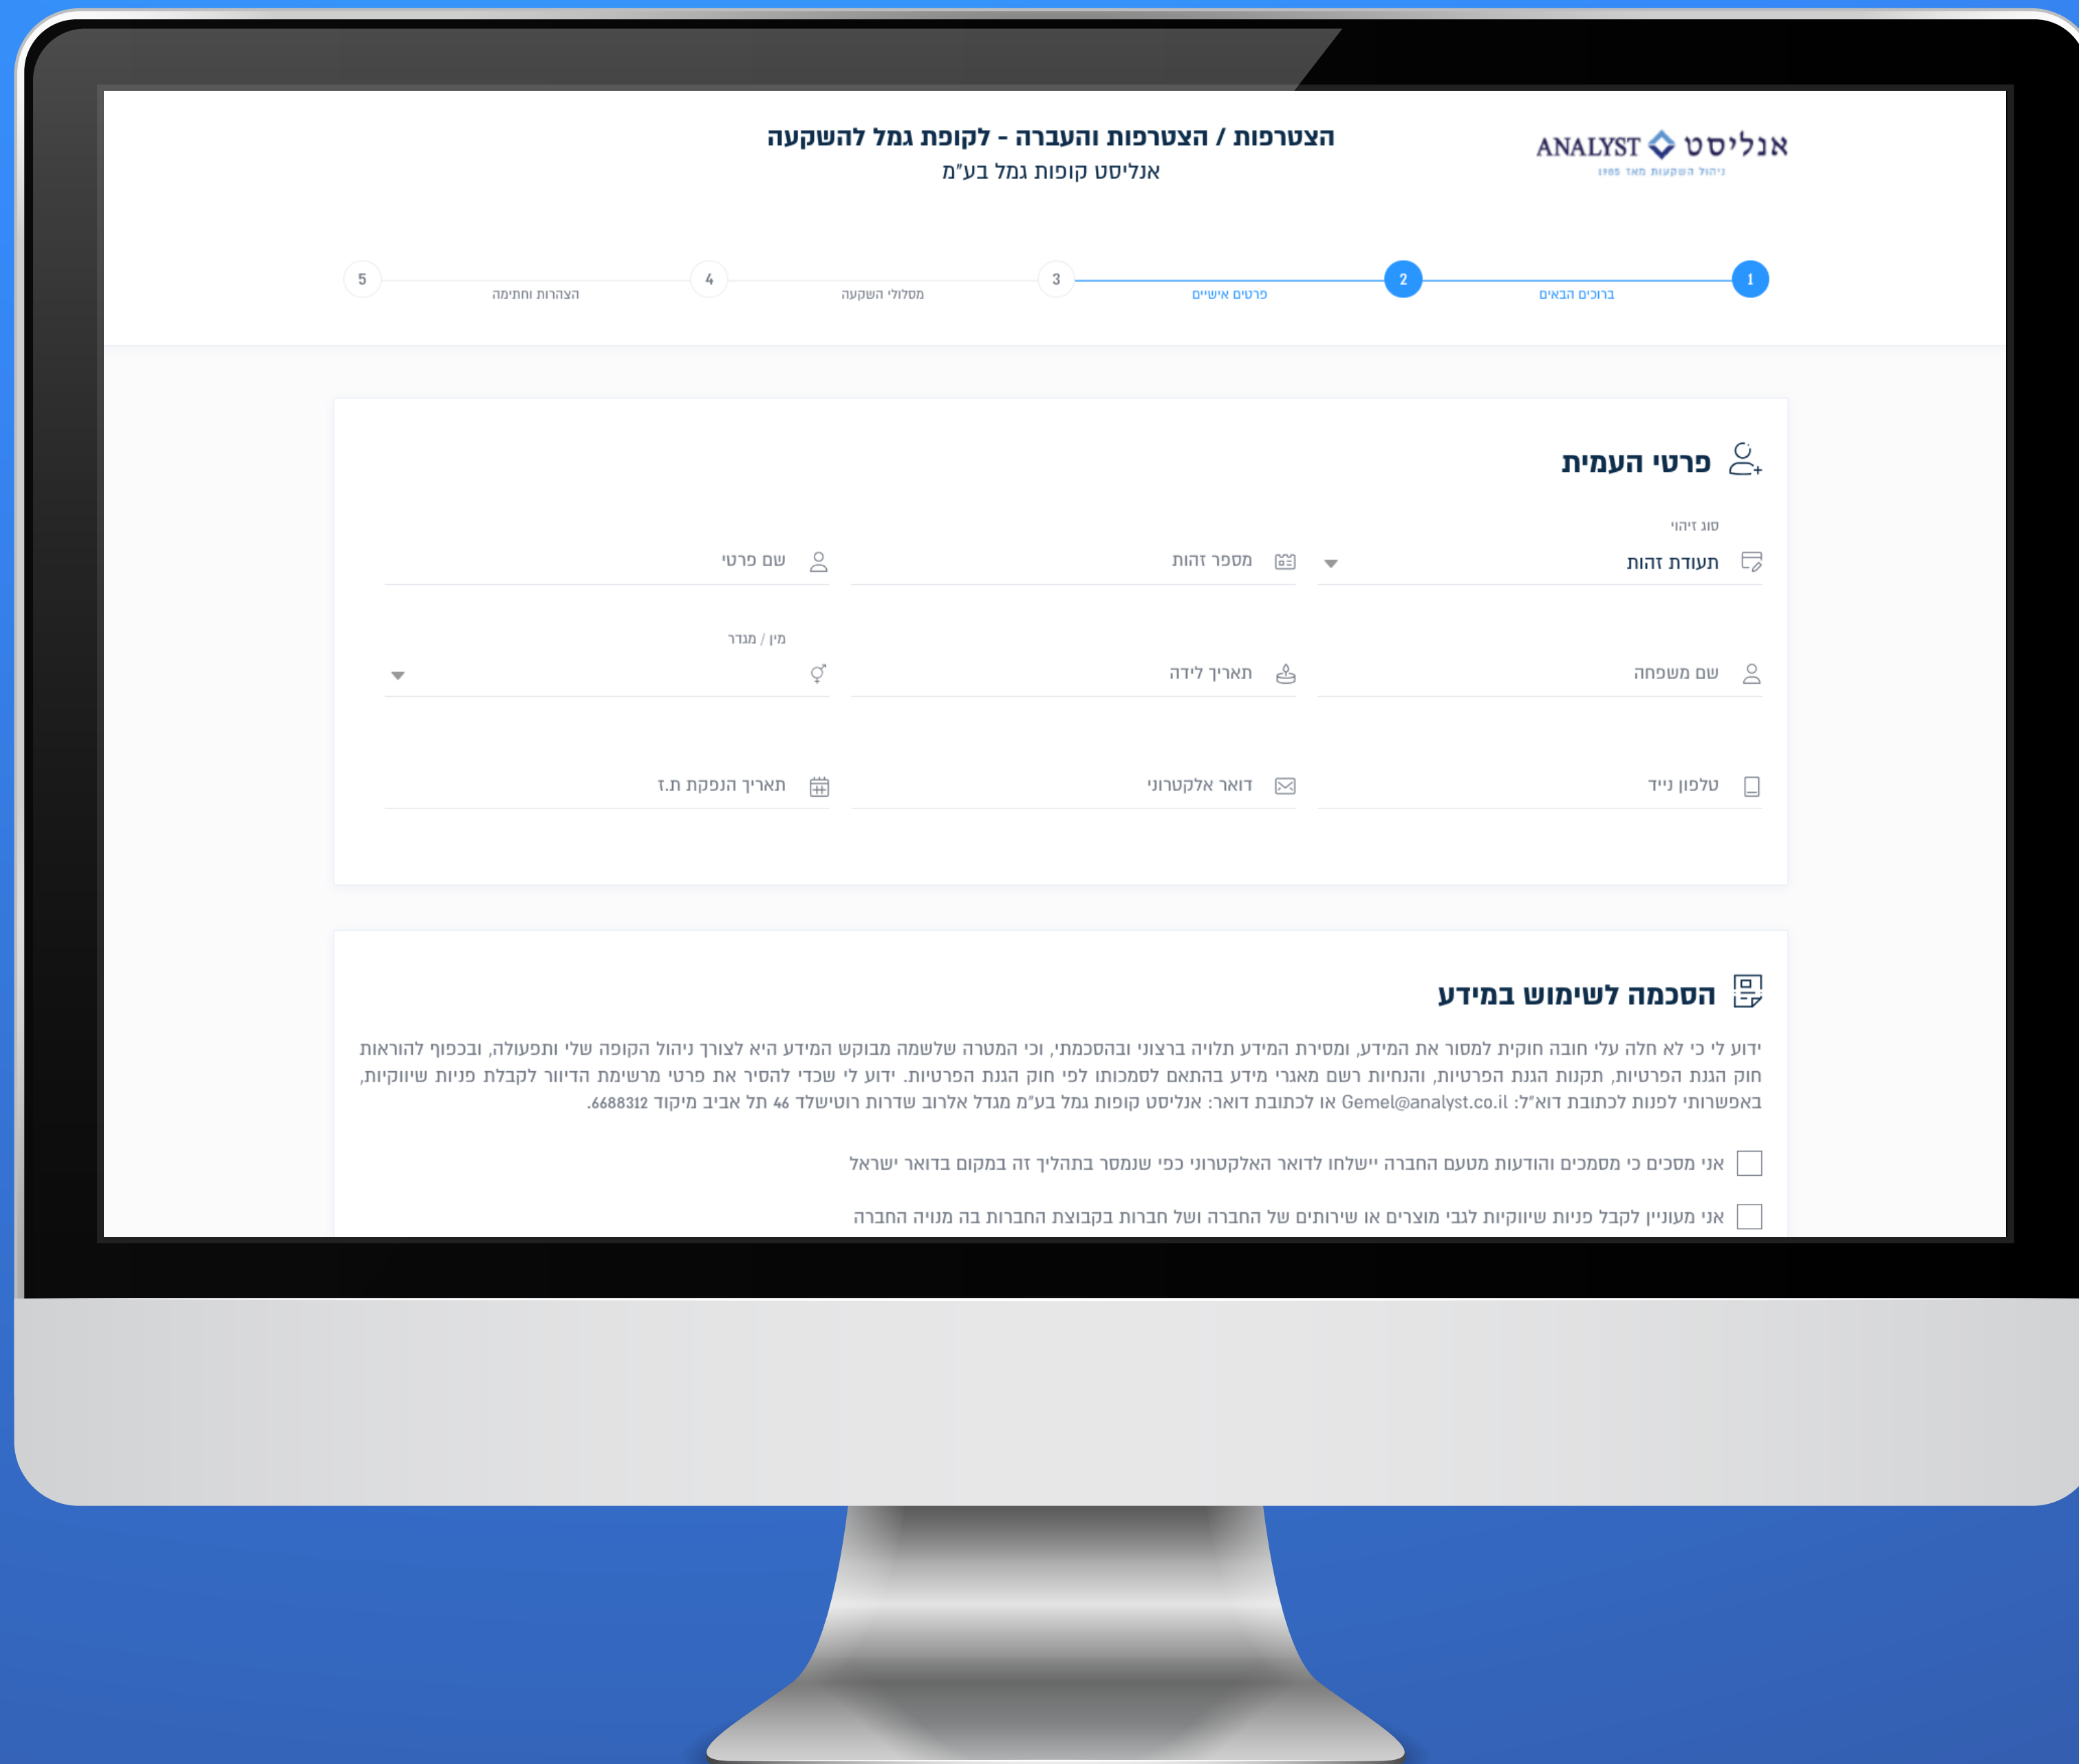 אנליסט ANALYST
ניהול השקעות מאז 1985
הצטרפות / הצטרפות והעברה - לקופת גמל להשקעה
אנליסט קופות גמל בע"מ
1 2 3 4 5
ברוכים הבאים פרטים אישיים מסלולי השקעה הצהרות וחתימה
פרטי העמית
סוג זיהוי
תעודת זהות מספר זהות שם פרטי
מין / מגדר
שם משפחה תאריך לידה
טלפון נייד דואר אלקטרוני תאריך הנפקת ת.ז
הסכמה לשימוש במידע
ידוע לי כי לא חלה עלי חובה חוקית למסור את המידע, ומסירת המידע תלויה ברצוני ובהסכמתי, וכי המטרה שלשמה מבוקש המידע היא לצורך ניהול הקופה שלי ותפעולה, ובכפוף להוראות
חוק הגנת הפרטיות, תקנות הגנת הפרטיות, והנחיות רשם מאגרי מידע בהתאם לסמכותו לפי חוק הגנת הפרטיות. ידוע לי שכדי להסיר את פרטי מרשימת הדיוור לקבלת פניות שיווקיות,
באפשרותי לפנות לכתובת דוא"ל: Gemel@analyst.co.il או לכתובת דואר: אנליסט קופות גמל בע"מ מגדל אלרוב שדרות רוטישלד 46 תל אביב מיקוד 6688312.
אני מסכים כי מסמכים והודעות מטעם החברה יישלחו לדואר האלקטרוני כפי שנמסר בתהליך זה במקום בדואר ישראל
אני מעוניין לקבל פניות שיווקיות לגבי מוצרים או שירותים של החברה ושל חברות בקבוצת החברות בה מנויה החברה